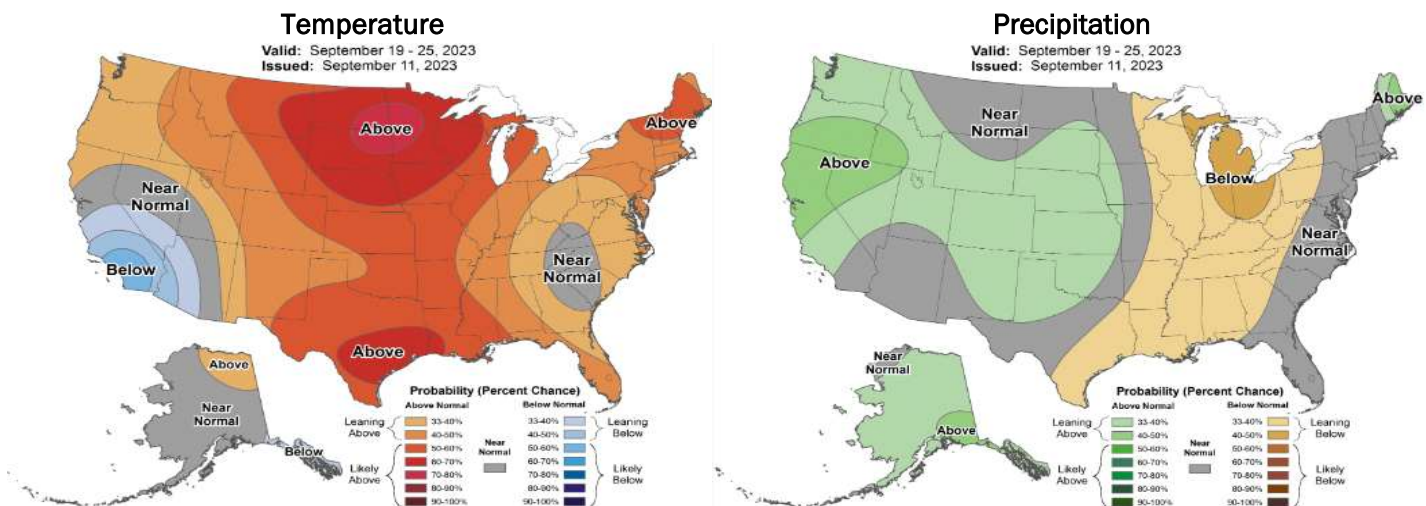 Temperature
Valid: September 19 - 25, 2023
Issued: September 11, 2023
Above
Above
Near
Normal
Below
Near
Normal
Above
Above
Near
Normal
Below
Probability (Percent Chance)
Above Normal
Below Normal
Leaning
Above
33-40%
40-50%
Likely
Above
50-60%
60-70%
70-80%
80-90%
90-100%
Near
Normal
33-40%
40-50%
Leaning
Below
50-60%
60-70%
70-80%
80-90%
90-100%
Likely
Below
Precipitation
Valid: September 19 - 25, 2023
Issued: September 11, 2023
Near
Normal
Above
Above
Below
Near
Normal
Near
Normal
Above
Probability (Percent Chance)
Above Normal
Below Normal
Leaning
Above
33-40%
40-50%
Likely
Above
50-60%
60-70%
70-80%
80-90%
90-100%
Near
Normal
33-40%
40-50%
Leaning
Below
50-60%
60-70%
70-80%
80-90%
90-100%
Likely
Below